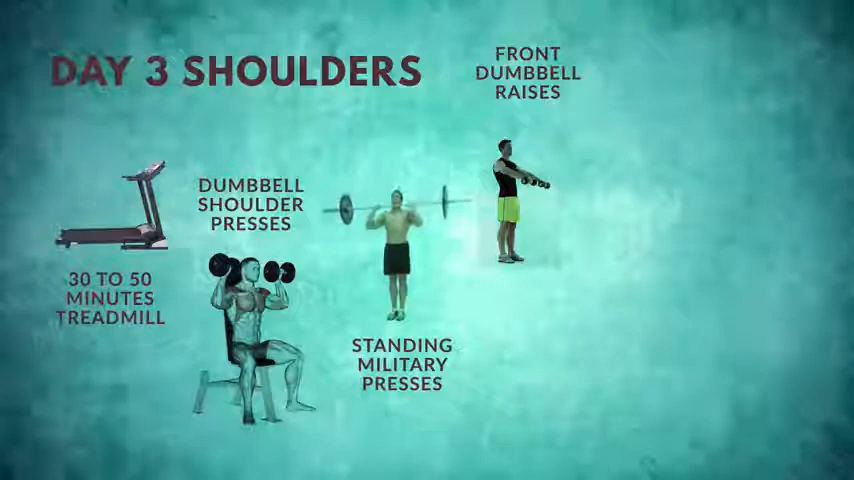 DAY 3 SHOULDERS
FRONT
DUMBBELL
RAISES
DUMBBELL
SHOULDER
PRESSES
30 TO 50
MINUTES
TREADMILL
STANDING
MILITARY
PRESSES